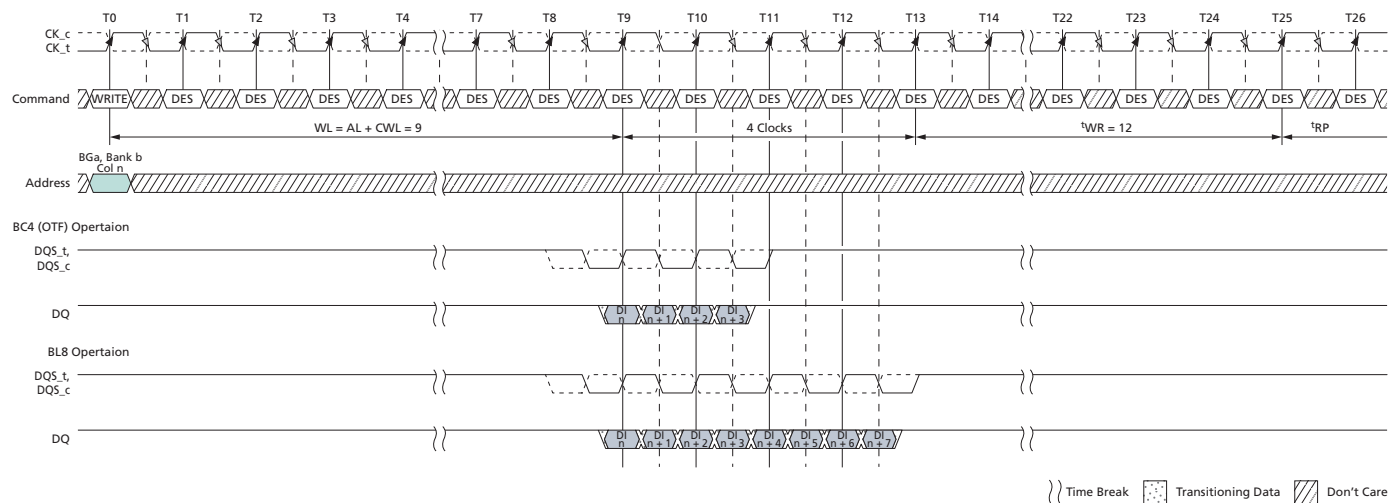 T0 T1 T2 T3 T4 T7 T8 T9 T10 T11 T12 T13 T14 T22 T23 T24 T25 T26
CK_c
CK_t
Command WRITE DES DES DES DES DES DES DES DES DES DES DES DES DES DES DES DES DES
WL = AL + CWL = 9 4 Clocks tWR = 12 tRP
BGa, Bank b
Col n
Address
BC4 (OTF) Opertaion
DQS_t,
DQS_c
DQ DI n DI n + 1 DI n + 2 DI n + 3
BL8 Opertaion
DQS_t,
DQS_c
DQ DI n DI n + 1 DI n + 2 DI n + 3 DI n + 4 DI n + 5 DI n + 6 DI n + 7
Time Break Transitioning Data Don't Care